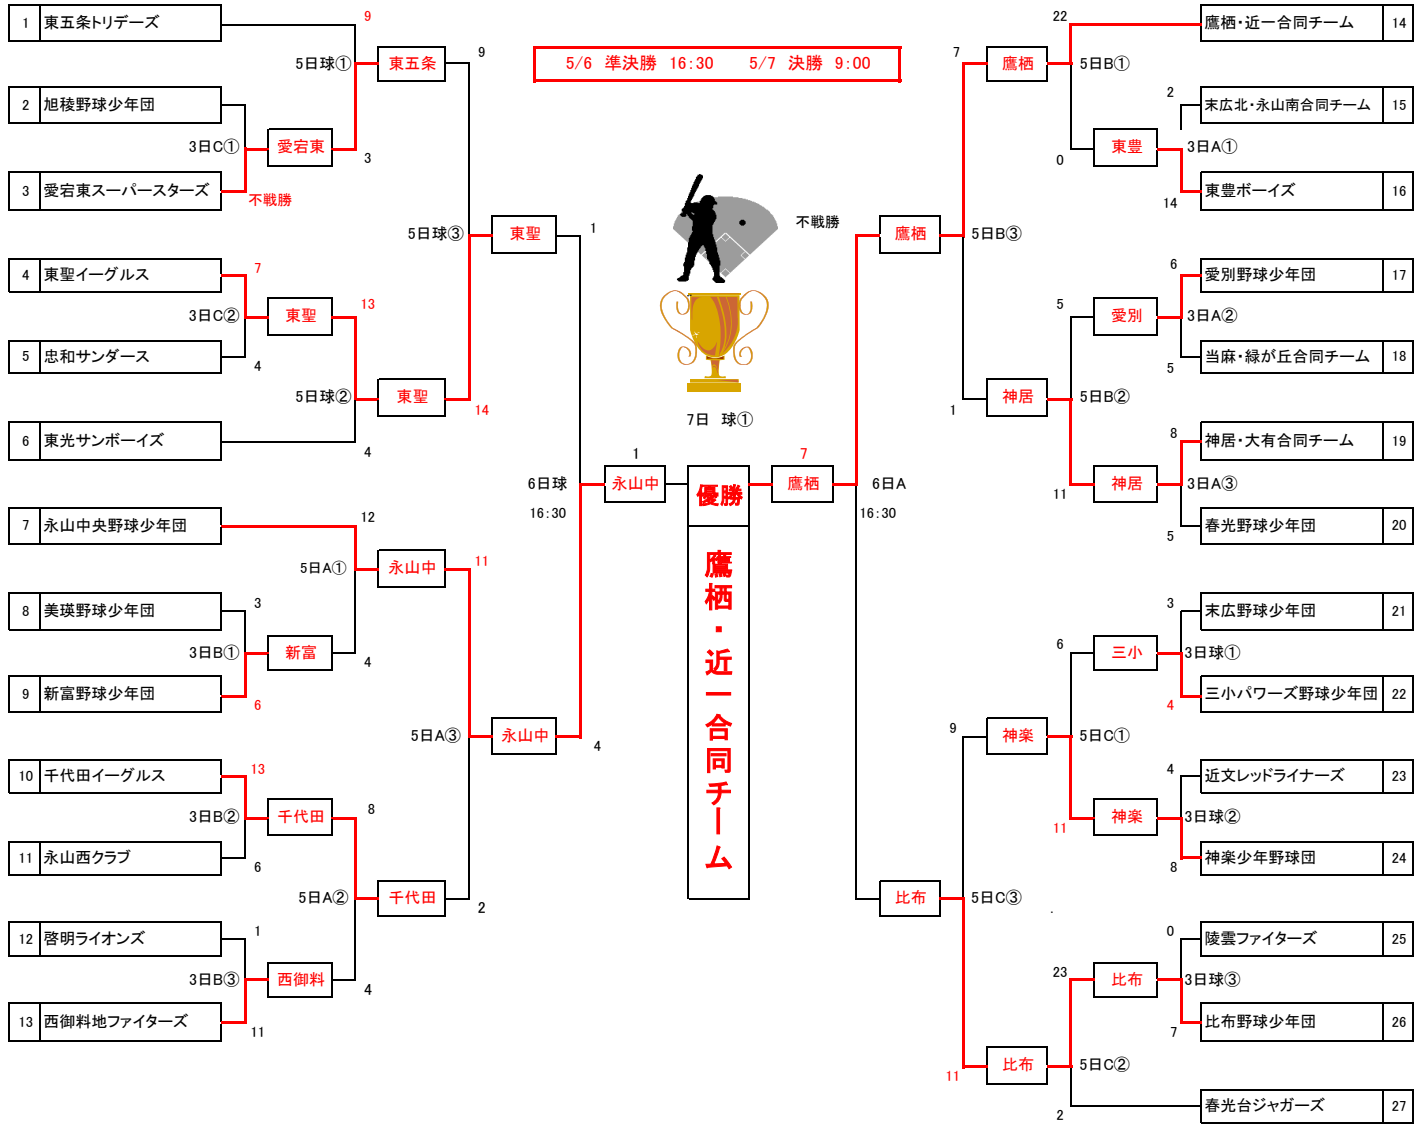 5/6 準決勝 16:30 5/7 決勝 9:00
1 東五条トリデーズ
9
5日球①
東五条
9
2 旭稜野球少年団
3日C①
愛宕東
3
3 愛宕東スーパースターズ
不戦勝
5日球③
東聖
1
4 東聖イーグルス
7
3日C②
東聖
13
5 忠和サンダース
4
5日球②
東聖
14
6 東光サンボーイズ
4
6日球
16:30
永山中
1
7 永山中央野球少年団
12
5日A①
永山中
11
8 美瑛野球少年団
3
3日B①
新富
4
9 新富野球少年団
6
5日A③
永山中
4
10 千代田イーグルス
13
3日B②
千代田
8
11 永山西クラブ
6
5日A②
千代田
2
12 啓明ライオンズ
1
3日B③
西御料
4
13 西御料地ファイターズ
11
7日 球①
優勝
鷹栖・近一合同チーム
7
鷹栖
6日A
16:30
不戦勝
鷹栖
5日B③
7
鷹栖
5日B①
22
鷹栖・近一合同チーム 14
2
末広北・永山南合同チーム 15
0
東豊
3日A①
14
東豊ボーイズ 16
6
愛別野球少年団 17
5
愛別
3日A②
5
当麻・緑が丘合同チーム 18
1
神居
5日B②
8
神居・大有合同チーム 19
11
神居
3日A③
5
春光野球少年団 20
3
末広野球少年団 21
6
三小
3日球①
4
三小パワーズ野球少年団 22
9
神楽
5日C①
4
近文レッドライナーズ 23
11
神楽
3日球②
8
神楽少年野球団 24
比布
5日C③
.
0
陵雲ファイターズ 25
23
比布
3日球③
7
比布野球少年団 26
11
比布
5日C②
2
春光台ジャガーズ 27